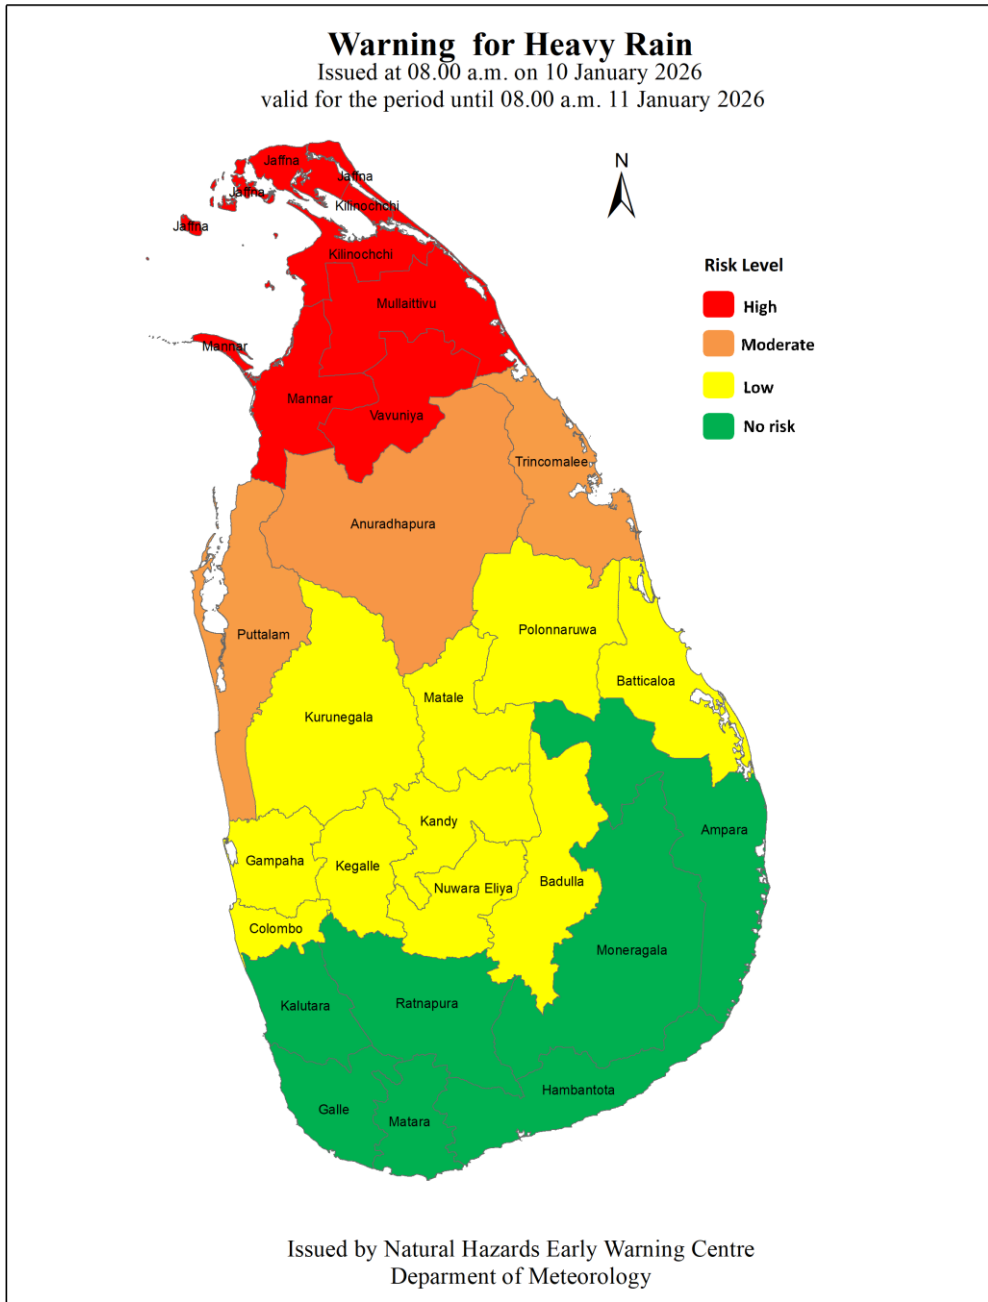 Warning for Heavy Rain
Issued at 08.00 a.m. on 10 January 2026
valid for the period until 08.00 a.m. 11 January 2026
N
Jaffna
Jaffna
Jaffna
Kilinochchi
Jaffna
Kilinochchi
Risk Level
High
Mullaittivu
Moderate
Mannar
Low
Mannar
Vavuniya
No risk
Trincomalee
Anuradhapura
Polonnaruwa
Puttalam
Batticaloa
Matale
Kurunegala
Kandy
Ampara
Gampaha
Kegalle
Badulla
Nuwara Eliya
Colombo
Moneragala
Ratnapura
Kalutara
Hambantota
Galle
Matara
Issued by Natural Hazards Early Warning Centre
Deparment of Meteorology